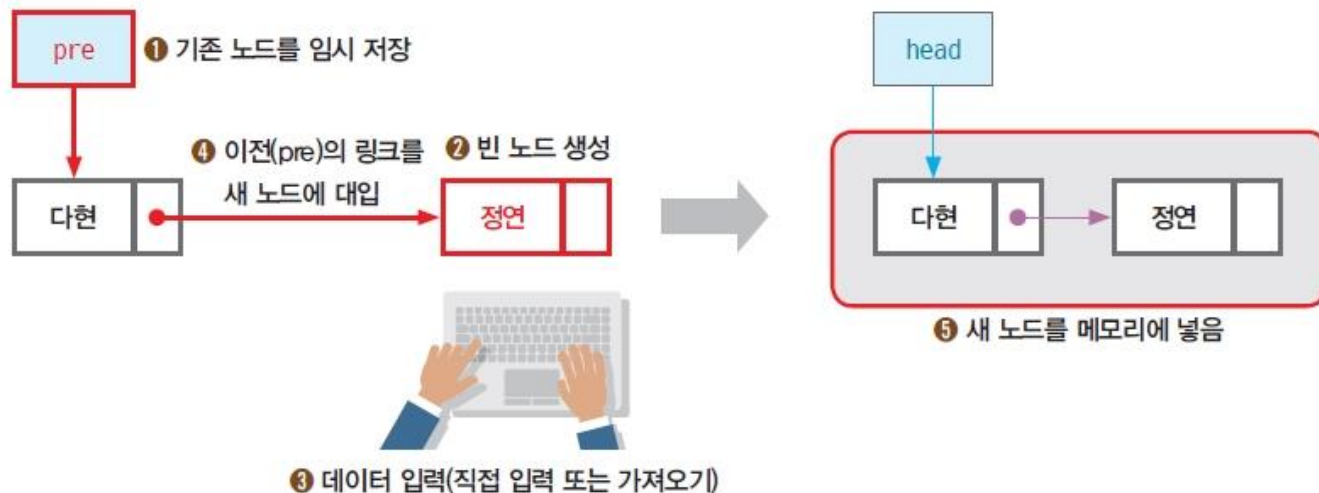 pre
❶ 기존 노드를 임시 저장
head
❹ 이전(pre)의 링크를
새 노드에 대입
❷ 빈 노드 생성
다현
정연
다현
정연
❺ 새 노드를 메모리에 넣음
❸ 데이터 입력(직접 입력 또는 가져오기)